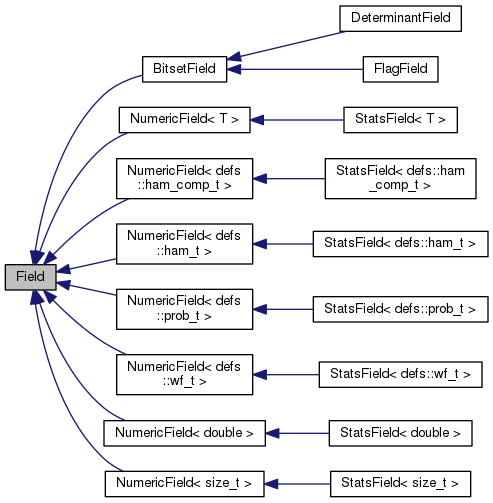 DeterminantField
BitsetField
FlagField
NumericField< T >
StatsField< T >
NumericField< defs
::ham_comp_t >
StatsField< defs::ham
_comp_t >
NumericField< defs
::ham_t >
StatsField< defs::ham_t >
Field
NumericField< defs
::prob_t >
StatsField< defs::prob_t >
NumericField< defs
::wf_t >
StatsField< defs::wf_t >
NumericField< double >
StatsField< double >
NumericField< size_t >
StatsField< size_t >